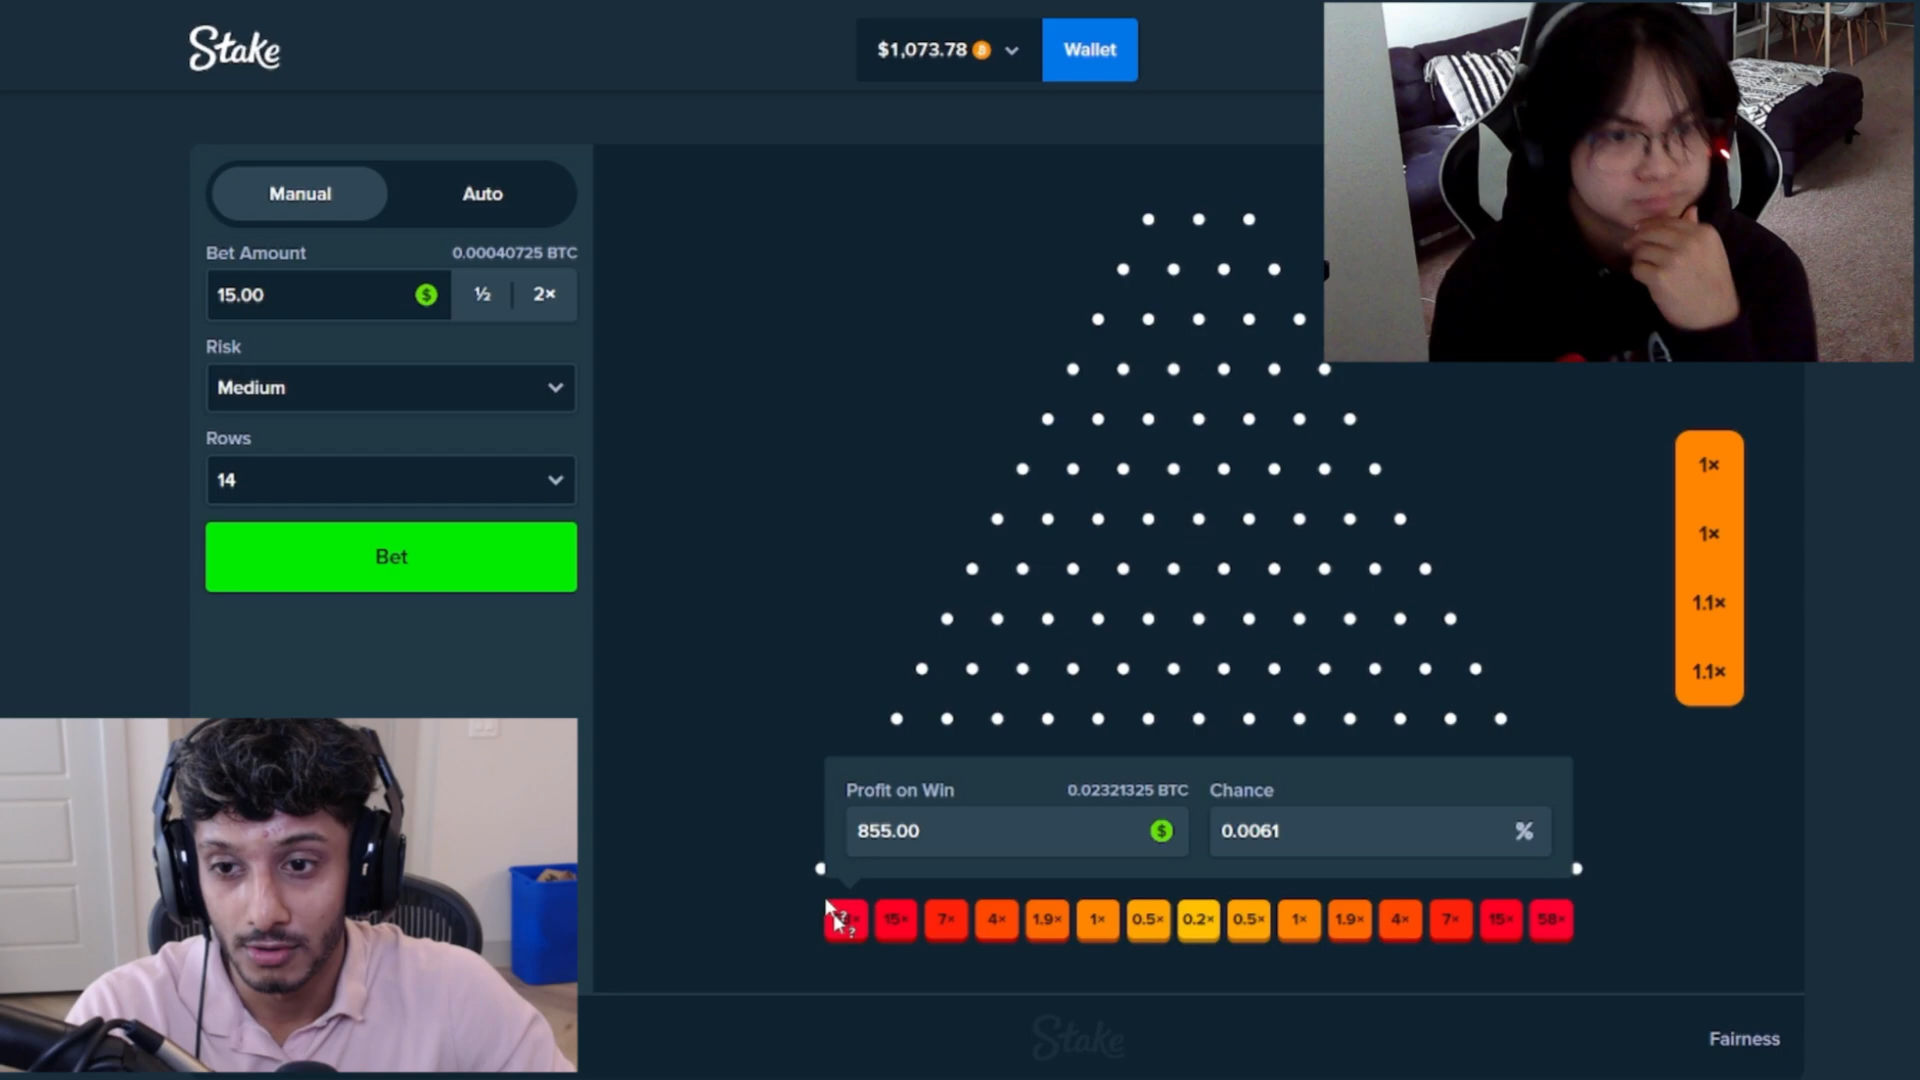 Stake
$1,073.78
Wallet
Manual
Auto
Bet Amount
0.00040725 BTC
15.00
½
2×
Risk
Medium
Rows
14
Bet
1×
1×
1.1×
1.1×
Profit on Win
0.02321325 BTC
Chance
855.00
0.0061
%
15×
7×
4×
1.9×
1×
0.5×
0.2×
0.5×
1×
1.9×
4×
7×
15×
58×
Stake
Fairness